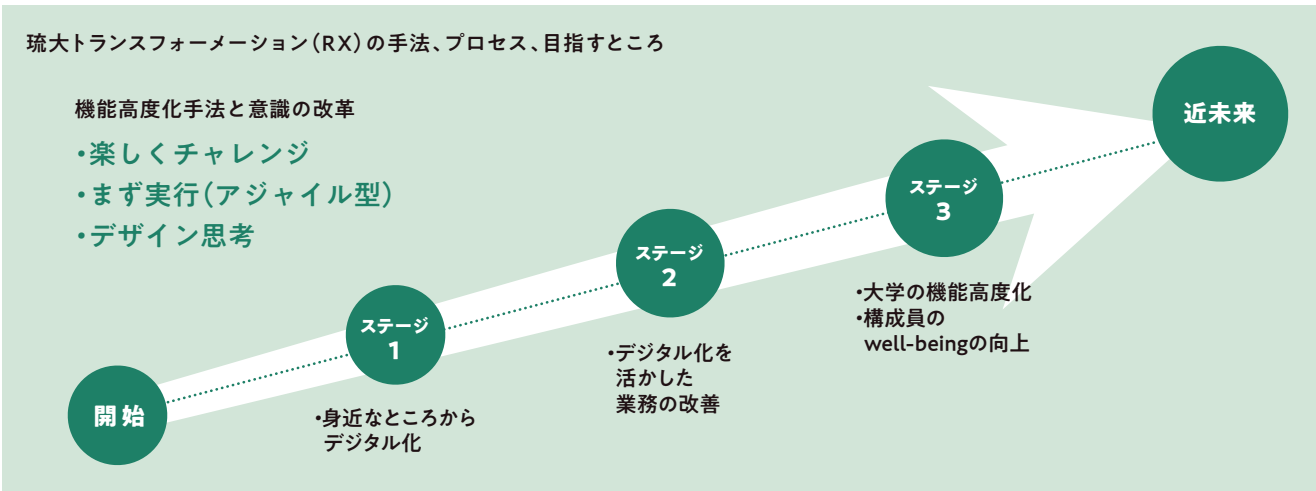 琉大トランスフォーメーション（RX）の手法、プロセス、目指すところ
機能高度化手法と意識の改革
・楽しくチャレンジ
・まず実行（アジャイル型）
・デザイン思考
開始
ステージ
1
・身近なところから
デジタル化
ステージ
2
・デジタル化を
活かした
業務の改善
ステージ
3
・大学の機能高度化
・構成員の
well-beingの向上
近未来